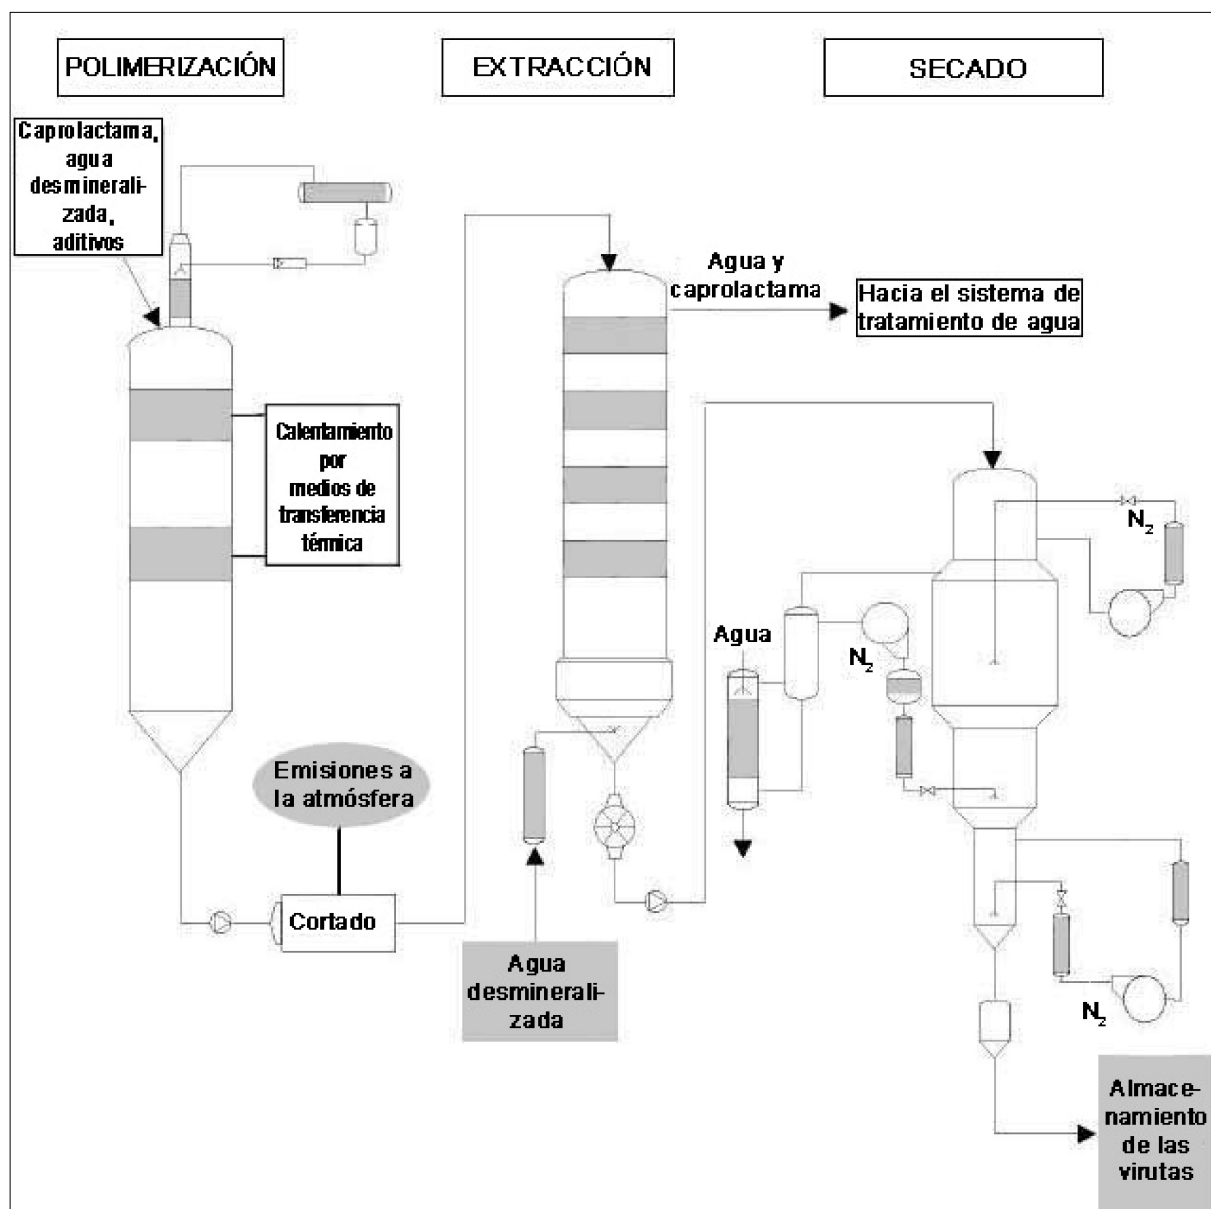 POLIMERIZACIÓN
EXTRACCIÓN
SECADO
Caprolactama,
agua
desminerali-
zada,
aditivos
Agua y
caprolactama
Hacia el sistema de
tratamiento de agua
Calentamiento
por
medios de
transferencia
térmica
N2
Agua
N2
Emisiones a
la atmósfera
Cortado
Agua
desminerali-
zada
N2
Almace-
namiento
de las
virutas